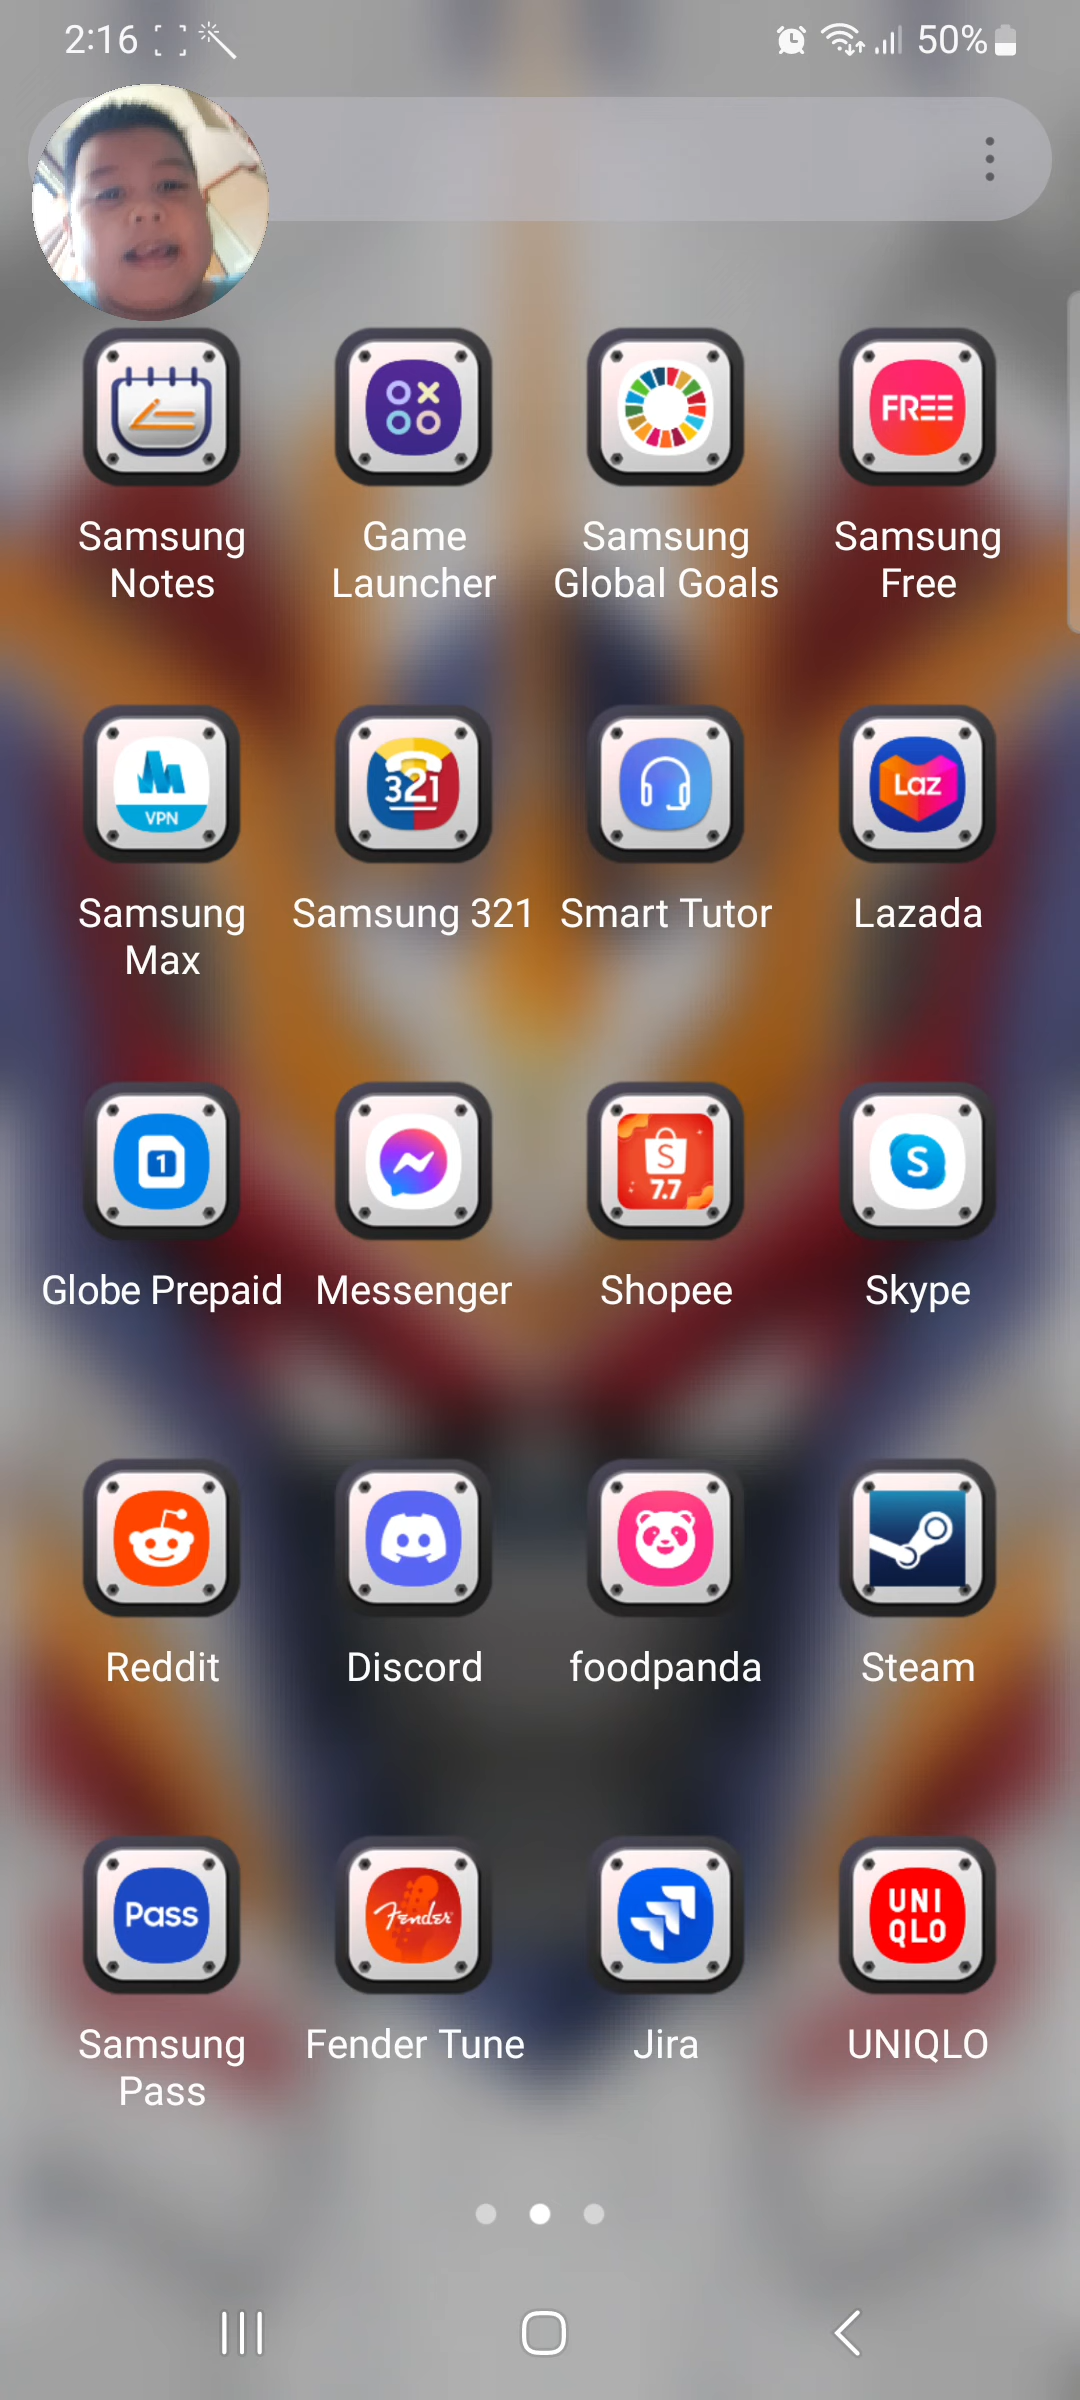 2:16
50%
FREE
Samsung Notes
Game Launcher
Samsung Global Goals
Samsung Free
VPN
321
Laz
Samsung Max
Samsung 321
Smart Tutor
Lazada
1
S
7.7
S
Globe Prepaid
Messenger
Shopee
Skype
Reddit
Discord
foodpanda
Steam
Pass
Fender
UNI
QLO
Samsung Pass
Fender Tune
Jira
UNIQLO